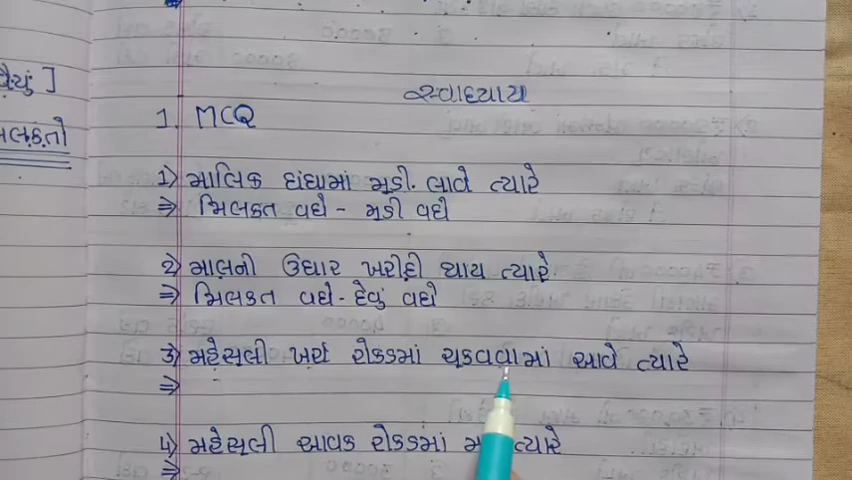 સ્વાધ્યાય
1. MCQ
1) માલિક ધંધામાં મૂડી. લાવે ત્યારે
⇒ મિલકત વધે - મૂડી વધે
2) માલની ઉધાર ખરીદી થાય ત્યારે
⇒ મિલકત વધે - દેવું વધે
3) મહેસૂલી ખર્ચ રોકડમાં ચૂકવવામાં આવે ત્યારે
⇒
4) મહેસૂલી આવક રોકડમાં ત્યારે
⇒